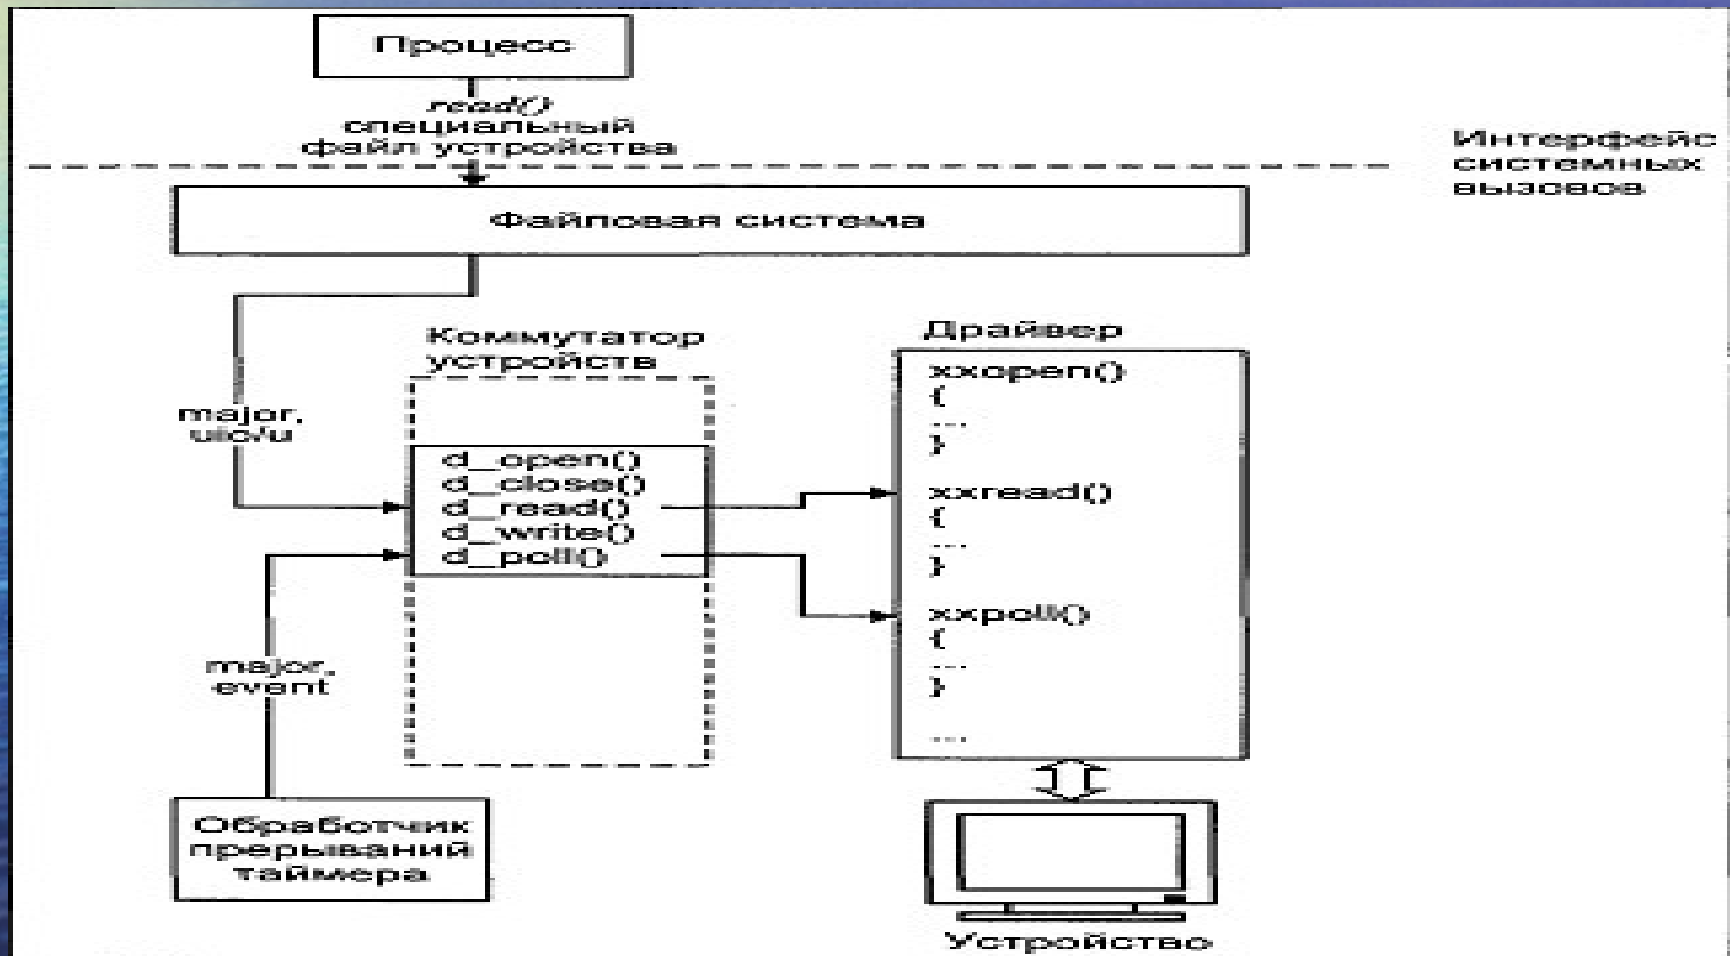 Процесс
read()
специальный
файл устройства
Интерфейс
системных
вызовов
Файловая система
Коммутатор
устройств
Драйвер
major,
uio/u
d_open()
d_close()
d_read()
d_write()
d_poll()
xxopen()
{
...
}
xxread()
{
...
}
xxpoll()
{
...
}
...
major,
event
Обработчик
прерываний
таймера
Устройство